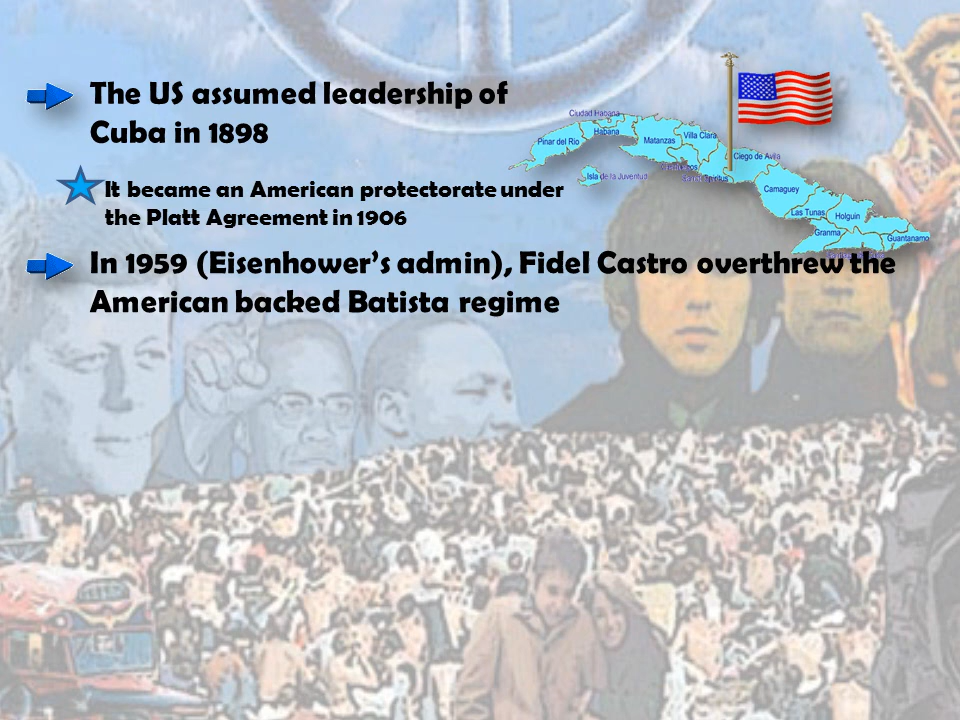 The US assumed leadership of
Cuba in 1898
It became an American protectorate under
the Platt Agreement in 1906
In 1959 (Eisenhower's admin), Fidel Castro overthrew the
American backed Batista regime
Ciudad Habana
Pinar del Rio
Habana
Matanzas
Villa Clara
Ciego de Avila
Isla de la Juventud
Camaguey
Las Tunas
Holguin
Granma
Guantanamo